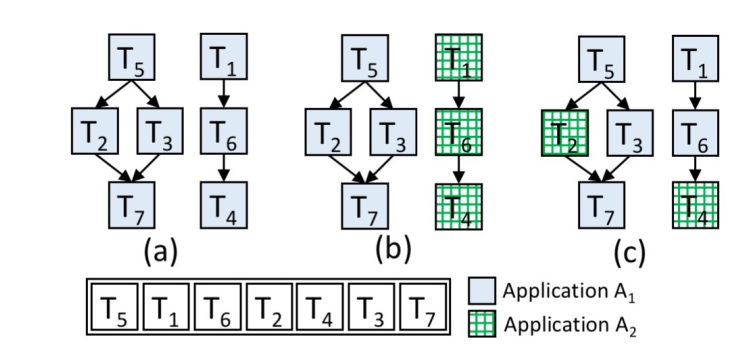 T5 T1 T5 T1 T5 T1
T2 T3 T6 T2 T3 T6 T2 T3 T6
T7 T4 T7 T4 T7 T4
(a) (b) (c)
T5 T1 T6 T2 T4 T3 T7
Application A1
Application A2